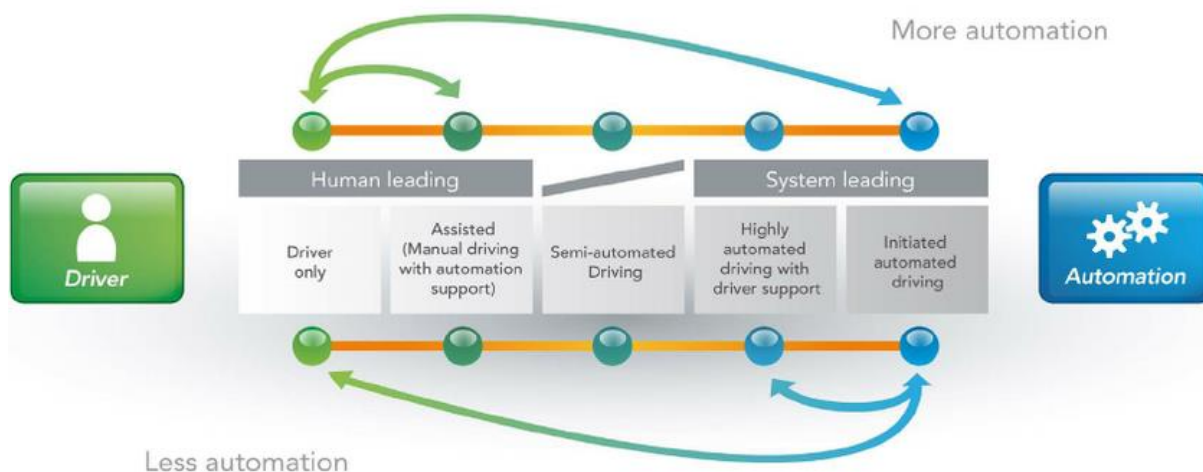 More automation
Human leading
System leading
Driver
Driver
only
Assisted
(Manual driving
with automation
support)
Semi-automated
Driving
Highly
automated
driving with
driver support
Initiated
automated
driving
Automation
Less automation